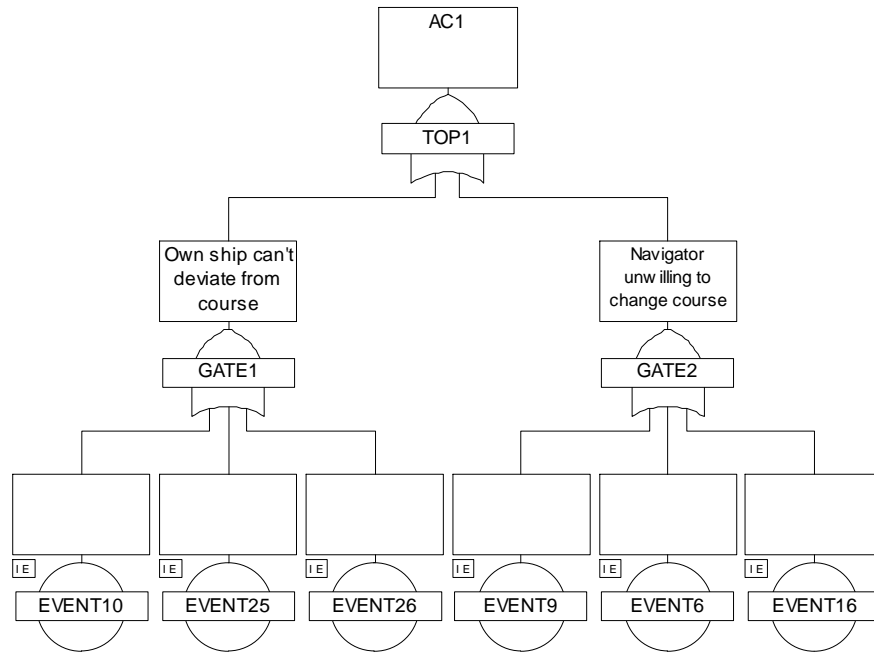 AC1
TOP1
Own ship can't
deviate from
course
Navigator
unwilling to
change course
GATE1
GATE2
IE
IE
IE
IE
IE
IE
EVENT10
EVENT25
EVENT26
EVENT9
EVENT6
EVENT16